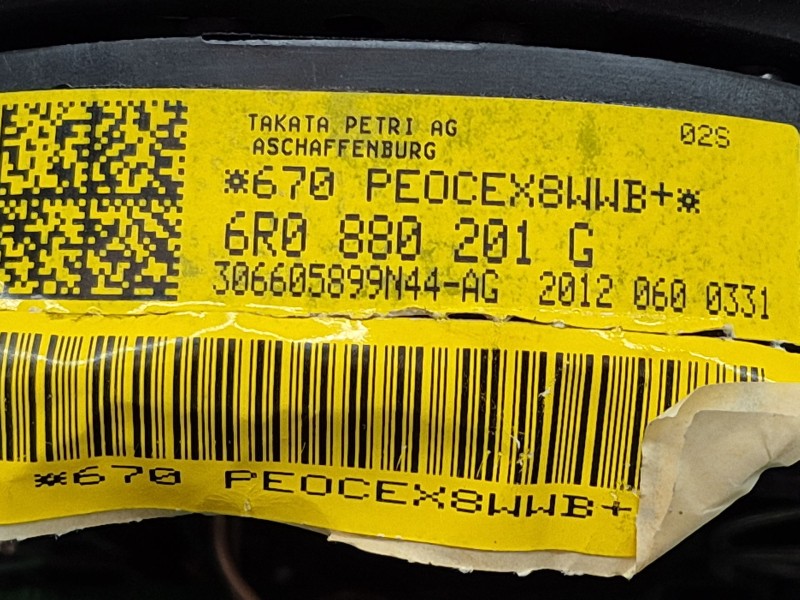 TAKATA PETRI AG
02S
ASCHAFFENBURG
*670 PEOCEX8WWB+*
6R0 880 201 G
306605899N44-AG 2012 060 0331
*670 PEOCEX8WWB+